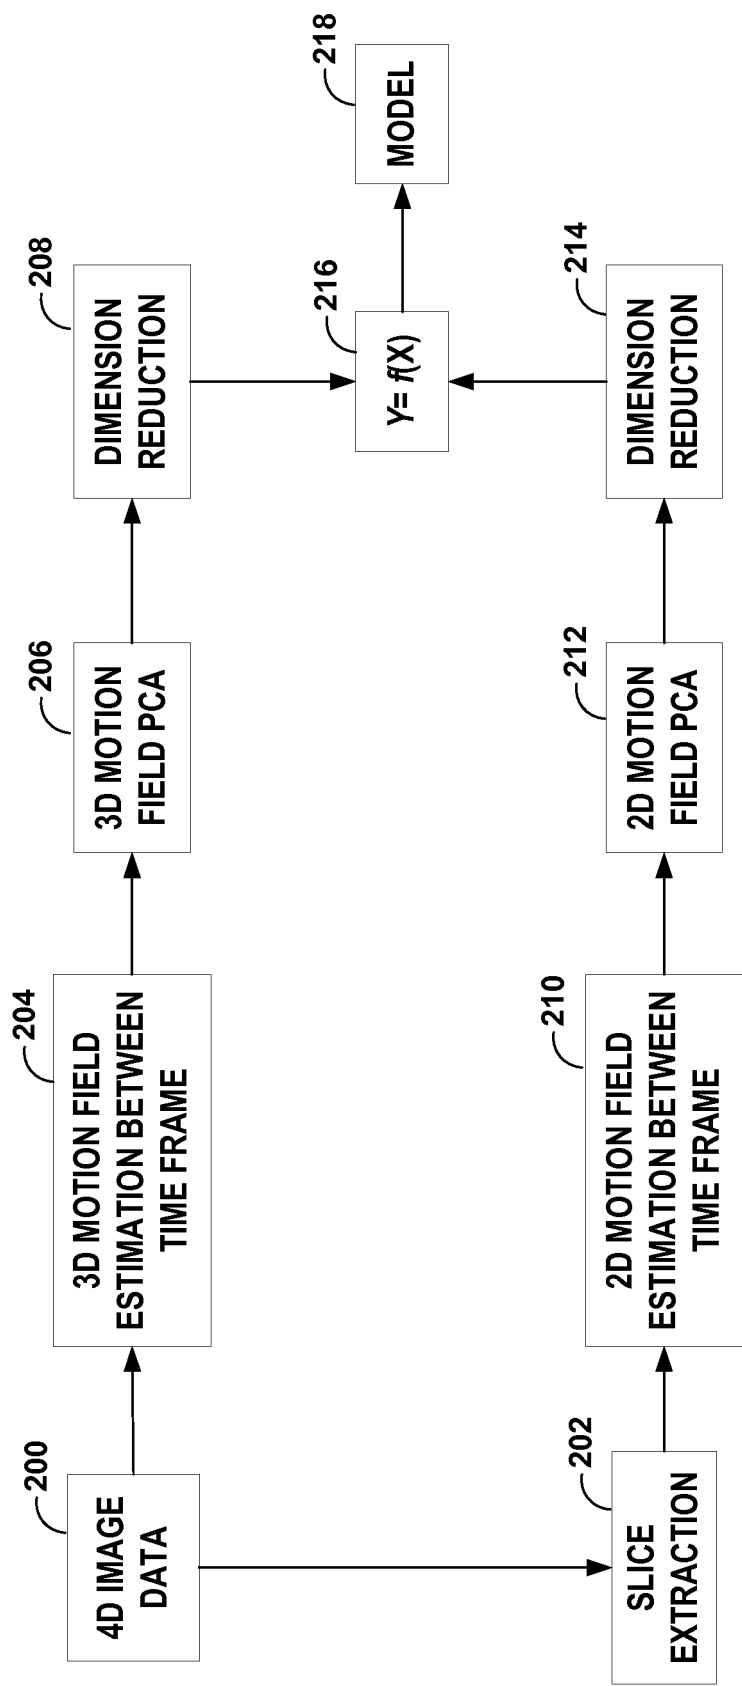 200
4D IMAGE
DATA
204
3D MOTION FIELD
ESTIMATION BETWEEN
TIME FRAME
206
3D MOTION
FIELD PCA
208
DIMENSION
REDUCTION
202
SLICE
EXTRACTION
210
2D MOTION FIELD
ESTIMATION BETWEEN
TIME FRAME
212
2D MOTION
FIELD PCA
214
DIMENSION
REDUCTION
216
Y= f(X)
218
MODEL